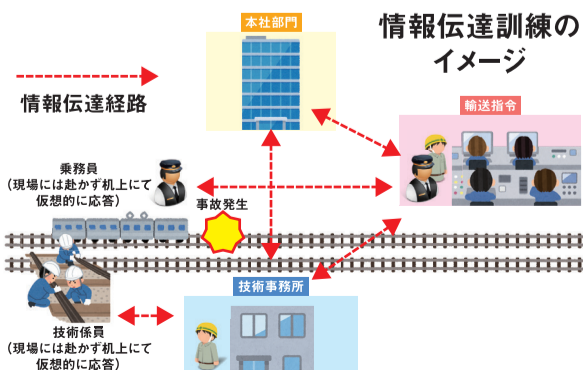 本社部門
情報伝達訓練の
イメージ
情報伝達経路
輸送指令
乗務員
（現場には赴かず机上にて
仮想的に応答）
事故発生
技術事務所
技術係員
（現場には赴かず机上にて
仮想的に応答）